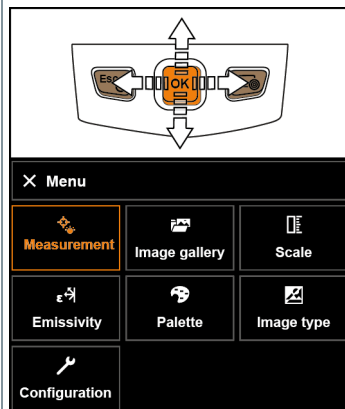 Esc
OK
Menu
Measurement
Image gallery
Scale
ε
Emissivity
Palette
Image type
Configuration